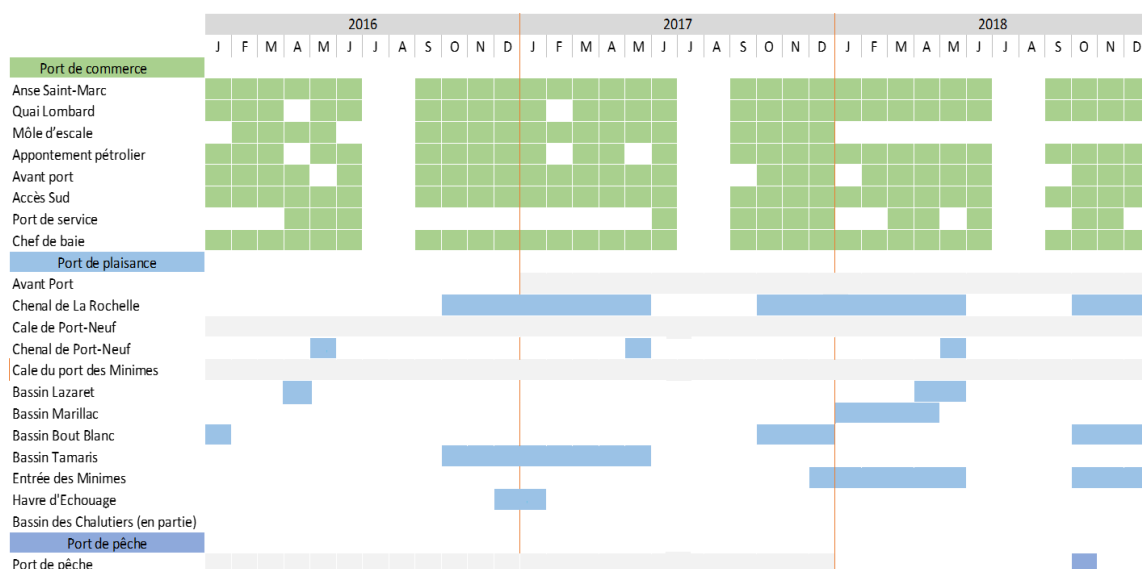 2016 2017 2018
J F M A M J J A S O N D J F M A M J J A S O N D J F M A M J J A S O N D
Port de commerce
Anse Saint-Marc
Quai Lombard
Môle d’escale
Appontement pétrolier
Avant port
Accès Sud
Port de service
Chef de baie
Port de plaisance
Avant Port
Chenal de La Rochelle
Cale de Port-Neuf
Chenal de Port-Neuf
Cale du port des Minimes
Bassin Lazaret
Bassin Marillac
Bassin Bout Blanc
Bassin Tamaris
Entrée des Minimes
Havre d'Echouage
Bassin des Chalutiers (en partie)
Port de pêche
Port de pêche